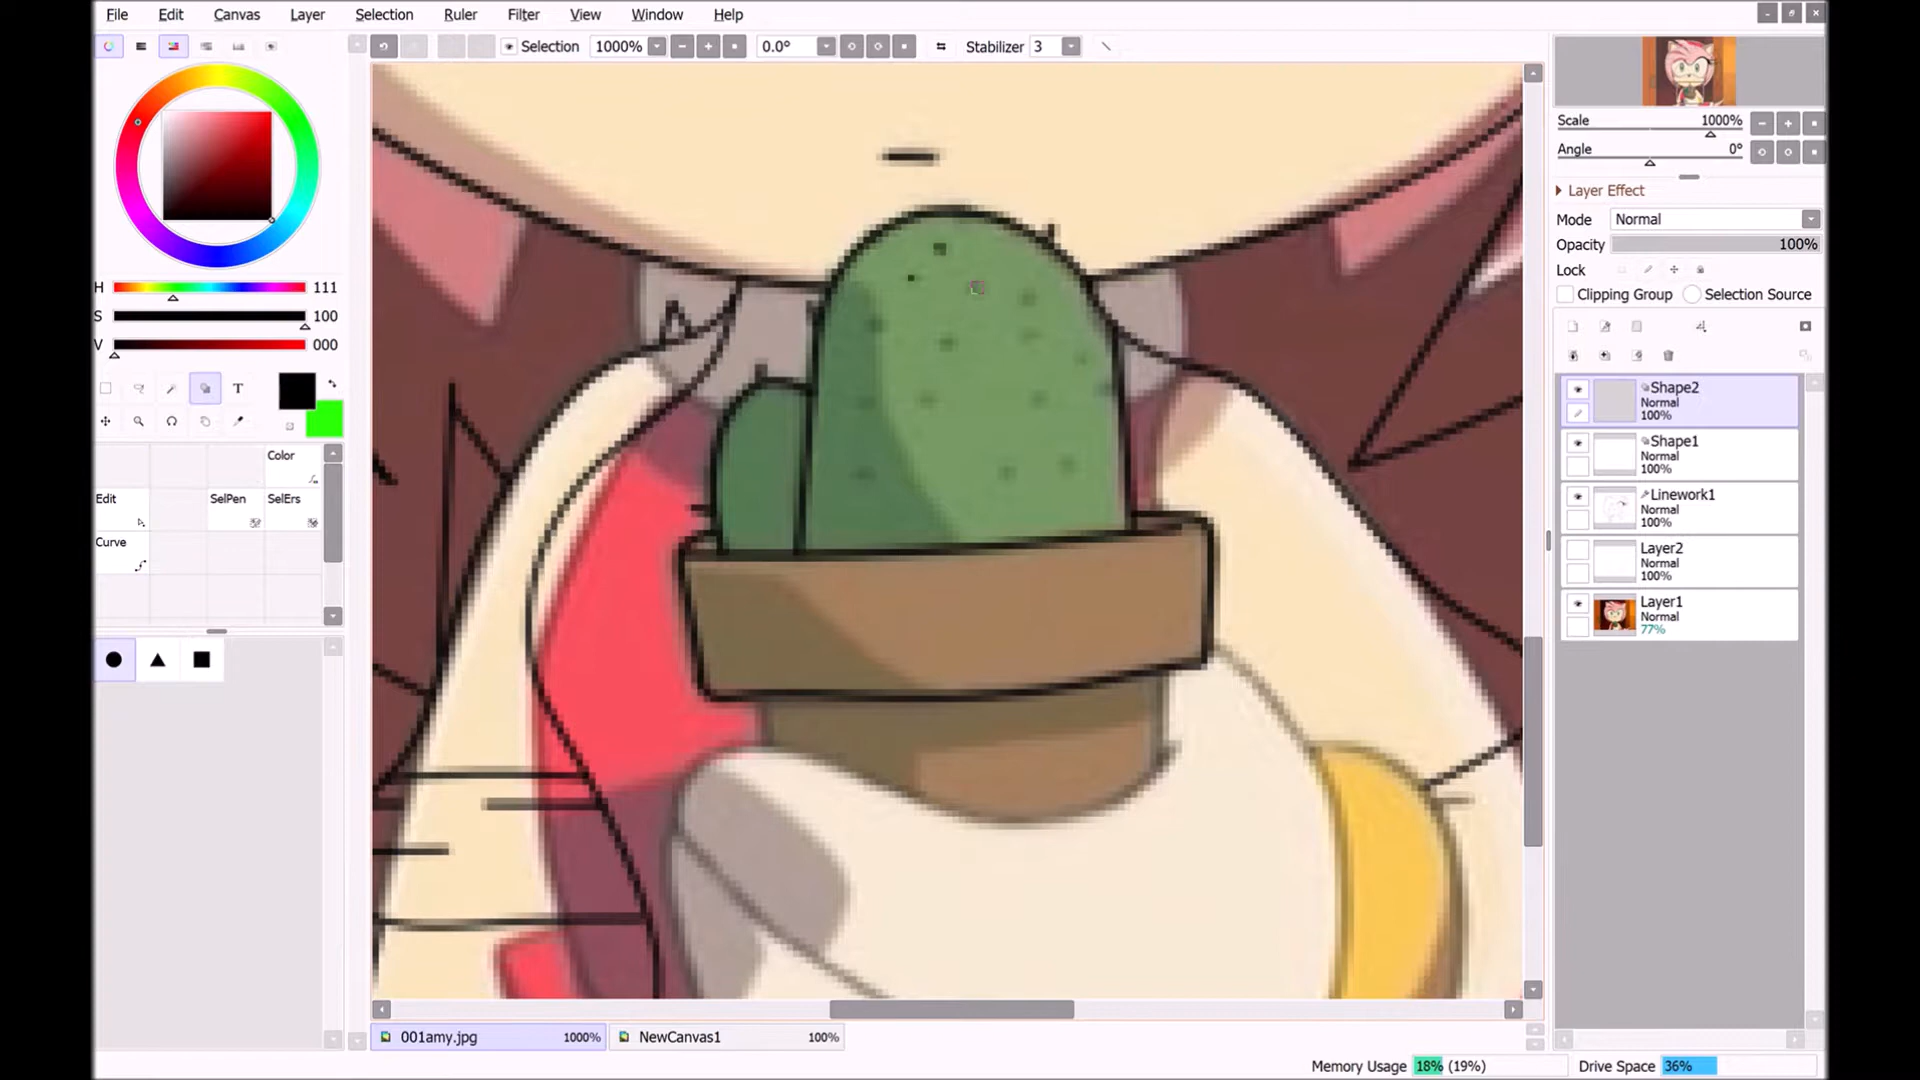 File Edit Canvas Layer Selection Ruler Filter View Window Help
Selection 1000% 0.0° Stabilizer 3
Scale 1000%
Angle 0°
Layer Effect
Mode Normal
Opacity 100%
Lock
Clipping Group Selection Source
H 111
S 100
V 000
T
Color
Edit SelPen SelErs
Curve
Shape2
Normal
100%
Shape1
Normal
100%
Linework1
Normal
100%
Layer2
Normal
100%
Layer1
Normal
77%
001amy.jpg 1000% NewCanvas1 100%
Memory Usage 18% (19%) Drive Space 36%